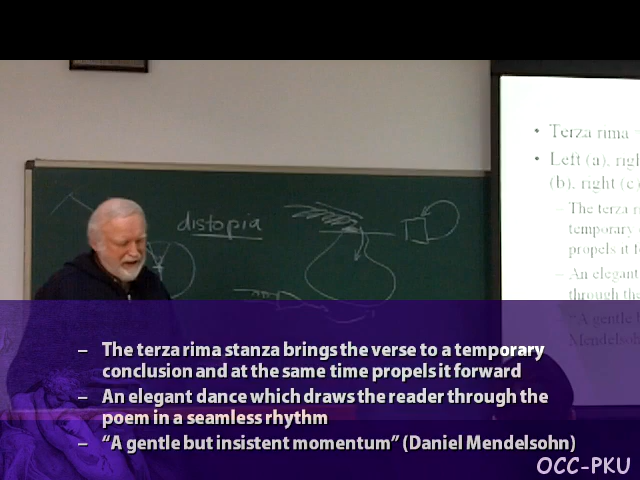 distopia
• Terza rima
• Left (a), righ
(b), right (c
– The terza ri
temporary
propels it fo
– An elegant
through the
– The terza rima stanza brings the verse to a temporary
conclusion and at the same time propels it forward
– An elegant dance which draws the reader through the
poem in a seamless rhythm
– “A gentle but insistent momentum” (Daniel Mendelsohn)
OCC-PKU